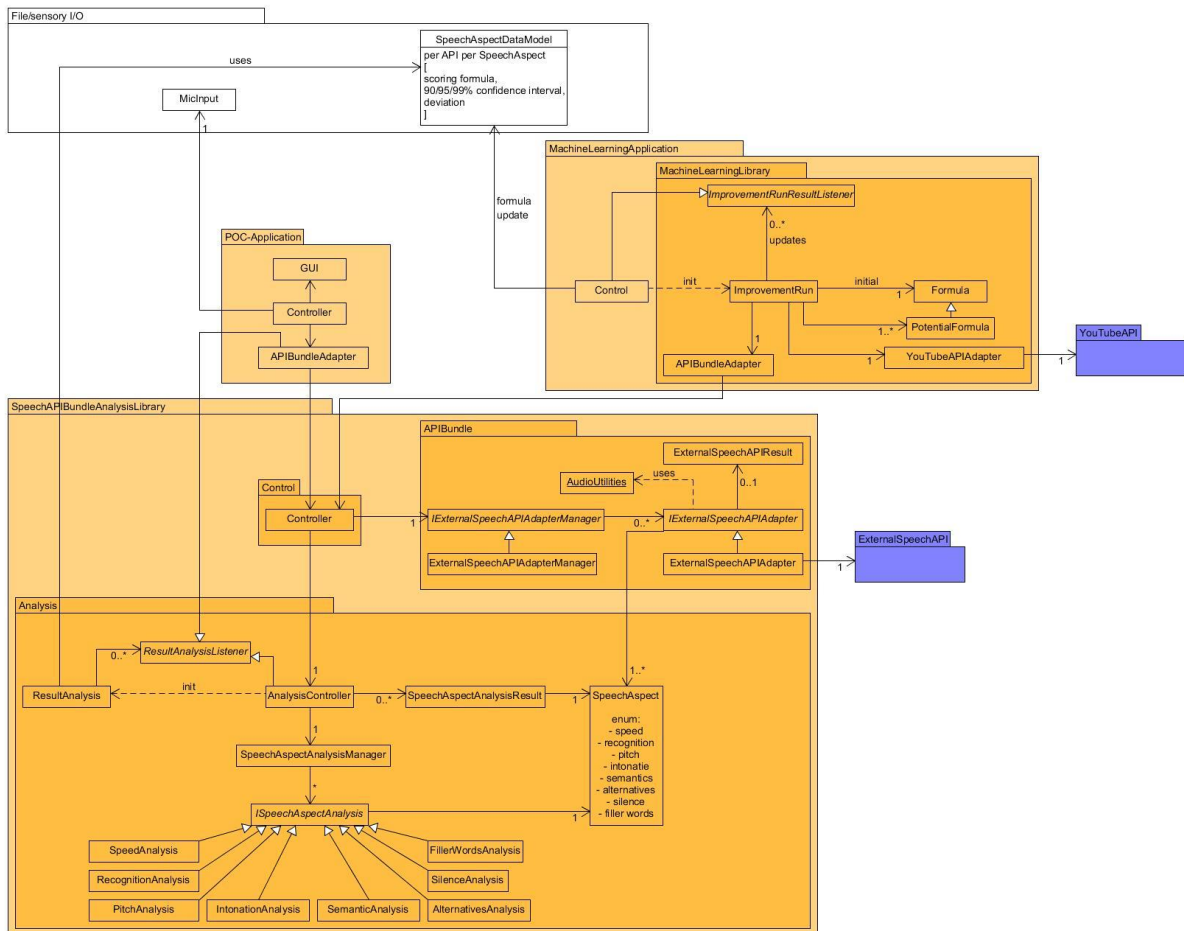 File/sensory I/O
SpeechAspectDataModel
per API per SpeechAspect
[
scoring formula,
90/95/99% confidence interval,
deviation
]
uses
MicInput
1
formula
update
MachineLearningApplication
MachineLearningLibrary
ImprovementRunResultListener
0..*
updates
Control
init
ImprovementRun
initial
1
Formula
1..*
PotentialFormula
1
YouTubeAPIAdapter
1
APIBundleAdapter
1
YouTubeAPI
POC-Application
GUI
Controller
APIBundleAdapter
SpeechAPIBundleAnalysisLibrary
APIBundle
ExternalSpeechAPIResult
0..1
AudioUtilities
uses
Control
Controller
1
IExternalSpeechAPIAdapterManager
0..*
IExternalSpeechAPIAdapter
ExternalSpeechAPIAdapterManager
ExternalSpeechAPIAdapter
1
ExternalSpeechAPI
Analysis
ResultAnalysisListener
0..*
1
1..*
ResultAnalysis
init
AnalysisController
0..*
SpeechAspectAnalysisResult
1
SpeechAspect
enum:
- speed
- recognition
- pitch
- intonatie
- semantics
- alternatives
- silence
- filler words
1
SpeechAspectAnalysisManager
*
ISpeechAspectAnalysis
1
SpeedAnalysis
FillerWordsAnalysis
RecognitionAnalysis
SilenceAnalysis
PitchAnalysis
IntonationAnalysis
SemanticAnalysis
AlternativesAnalysis